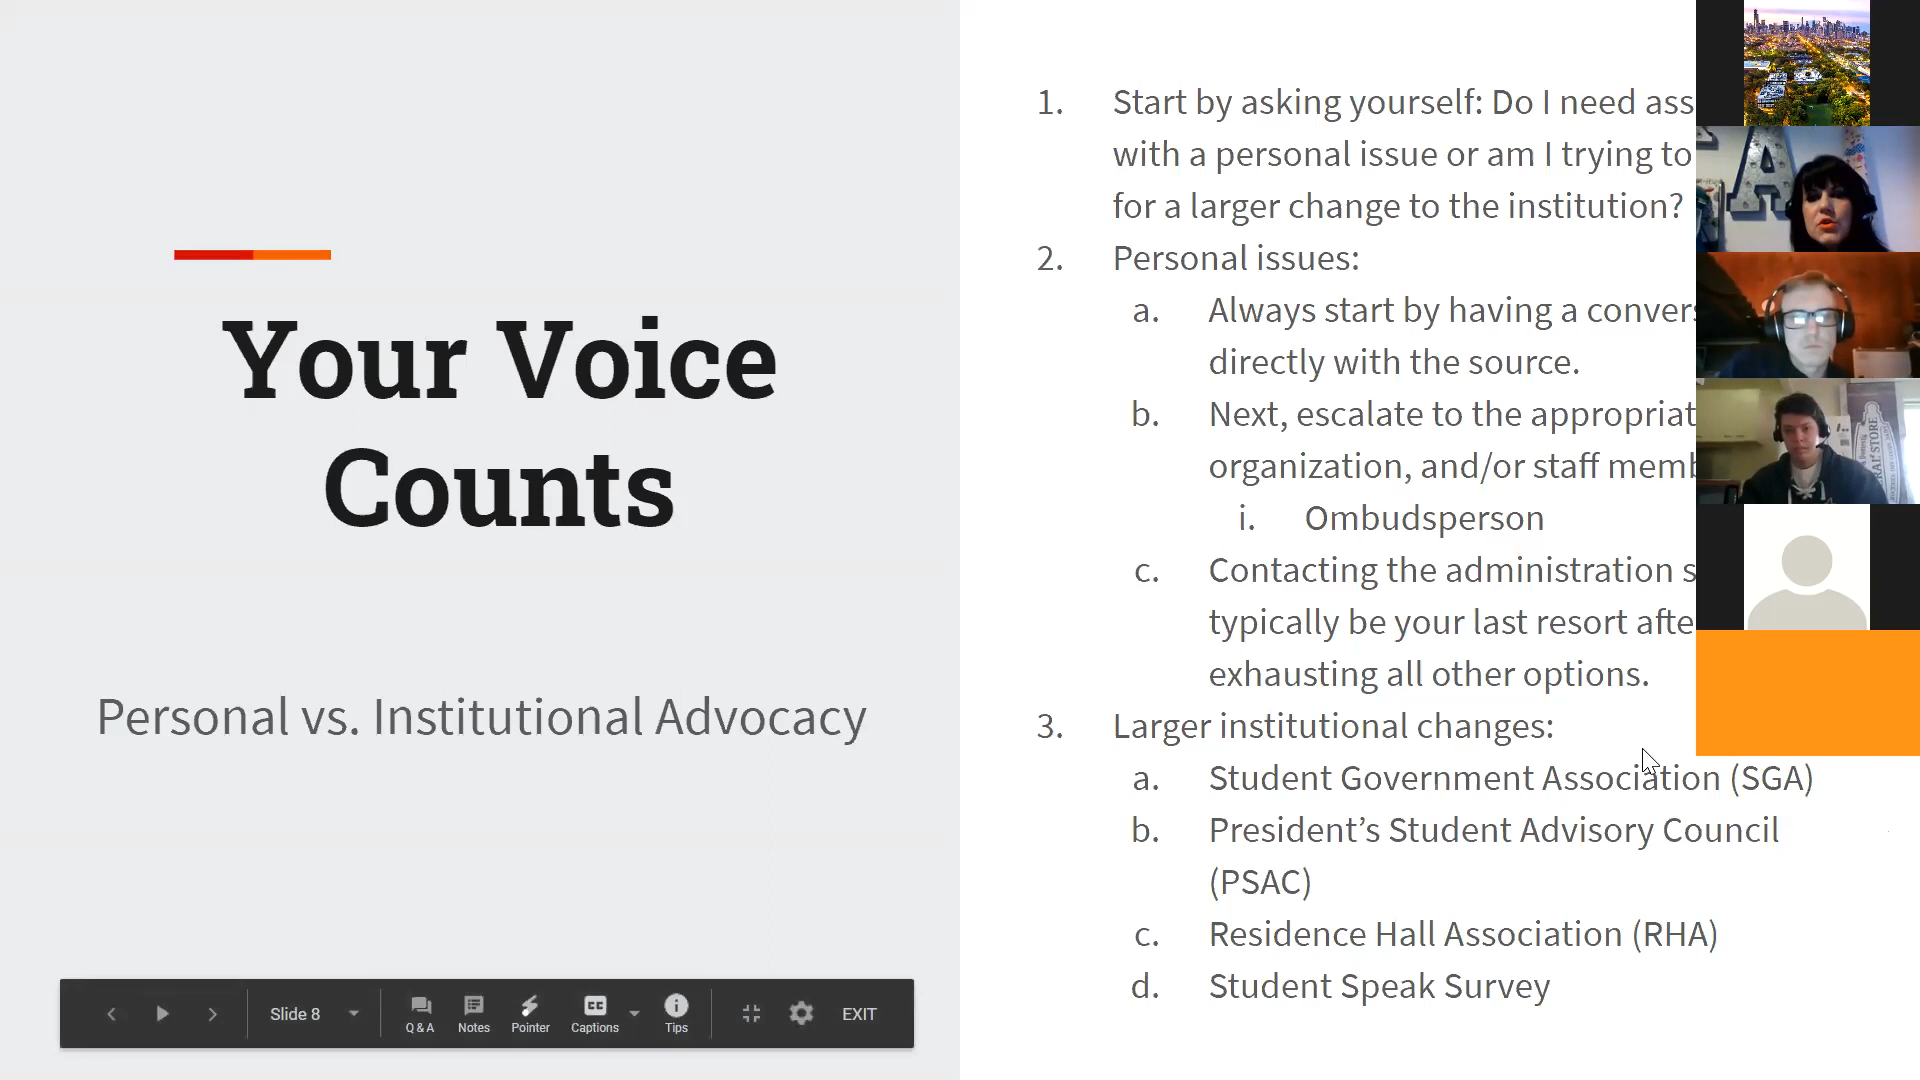 Your Voice
Counts
Personal vs. Institutional Advocacy
1. Start by asking yourself: Do I need ass
with a personal issue or am I trying to
for a larger change to the institution?
2. Personal issues:
a. Always start by having a convers
directly with the source.
b. Next, escalate to the appropriat
organization, and/or staff memb
i. Ombudsperson
c. Contacting the administration s
typically be your last resort afte
exhausting all other options.
3. Larger institutional changes:
a. Student Government Association (SGA)
b. President’s Student Advisory Council
(PSAC)
c. Residence Hall Association (RHA)
d. Student Speak Survey
Slide 8
Q & A
Notes
Pointer
CC
Captions
Tips
EXIT
A